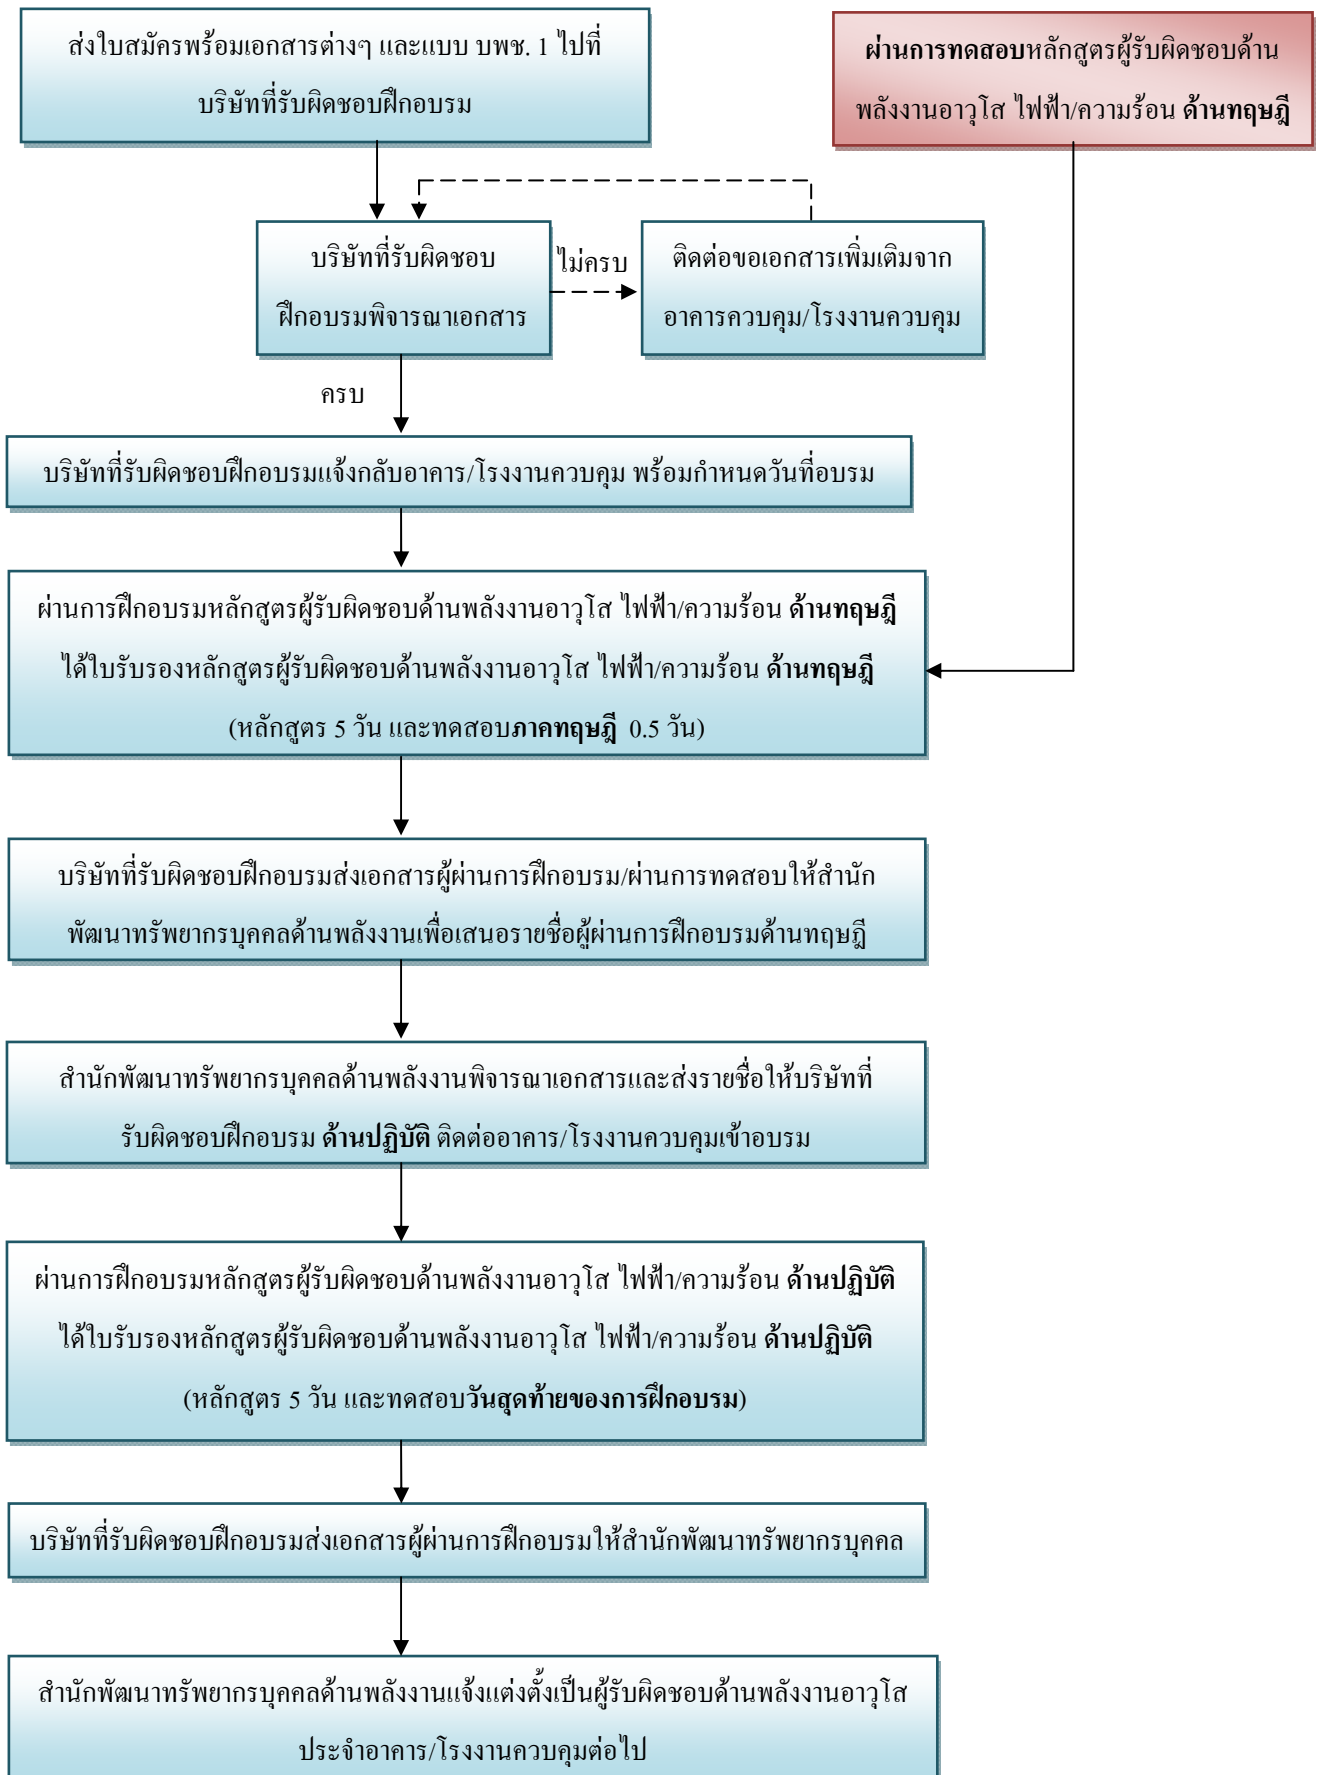 ส่งใบสมัครพร้อมเอกสารต่างๆ และแบบ บพช. 1 ไปที่
บริษัทที่รับผิดชอบฝึกอบรม
ผ่านการทดสอบหลักสูตรผู้รับผิดชอบด้าน
พลังงานอาวุโส ไฟฟ้า/ความร้อน ด้านทฤษฎี
บริษัทที่รับผิดชอบ
ฝึกอบรมพิจารณาเอกสาร
ไม่ครบ
ติดต่อขอเอกสารเพิ่มเติมจาก
อาคารควบคุม/โรงงานควบคุม
ครบ
บริษัทที่รับผิดชอบฝึกอบรมแจ้งกลับอาคาร/โรงงานควบคุม พร้อมกำหนดวันที่อบรม
ผ่านการฝึกอบรมหลักสูตรผู้รับผิดชอบด้านพลังงานอาวุโส ไฟฟ้า/ความร้อน ด้านทฤษฎี
ได้ใบรับรองหลักสูตรผู้รับผิดชอบด้านพลังงานอาวุโส ไฟฟ้า/ความร้อน ด้านทฤษฎี
(หลักสูตร 5 วัน และทดสอบภาคทฤษฎี 0.5 วัน)
บริษัทที่รับผิดชอบฝึกอบรมส่งเอกสารผู้ผ่านการฝึกอบรม/ผ่านการทดสอบให้สำนัก
พัฒนาทรัพยากรบุคคลด้านพลังงานเพื่อเสนอรายชื่อผู้ผ่านการฝึกอบรมด้านทฤษฎี
สำนักพัฒนาทรัพยากรบุคคลด้านพลังงานพิจารณาเอกสารและส่งรายชื่อให้บริษัทที่
รับผิดชอบฝึกอบรม ด้านปฏิบัติ ติดต่ออาคาร/โรงงานควบคุมเข้าอบรม
ผ่านการฝึกอบรมหลักสูตรผู้รับผิดชอบด้านพลังงานอาวุโส ไฟฟ้า/ความร้อน ด้านปฏิบัติ
ได้ใบรับรองหลักสูตรผู้รับผิดชอบด้านพลังงานอาวุโส ไฟฟ้า/ความร้อน ด้านปฏิบัติ
(หลักสูตร 5 วัน และทดสอบวันสุดท้ายของการฝึกอบรม)
บริษัทที่รับผิดชอบฝึกอบรมส่งเอกสารผู้ผ่านการฝึกอบรมให้สำนักพัฒนาทรัพยากรบุคคล
สำนักพัฒนาทรัพยากรบุคคลด้านพลังงานแจ้งแต่งตั้งเป็นผู้รับผิดชอบด้านพลังงานอาวุโส
ประจำอาคาร/โรงงานควบคุมต่อไป